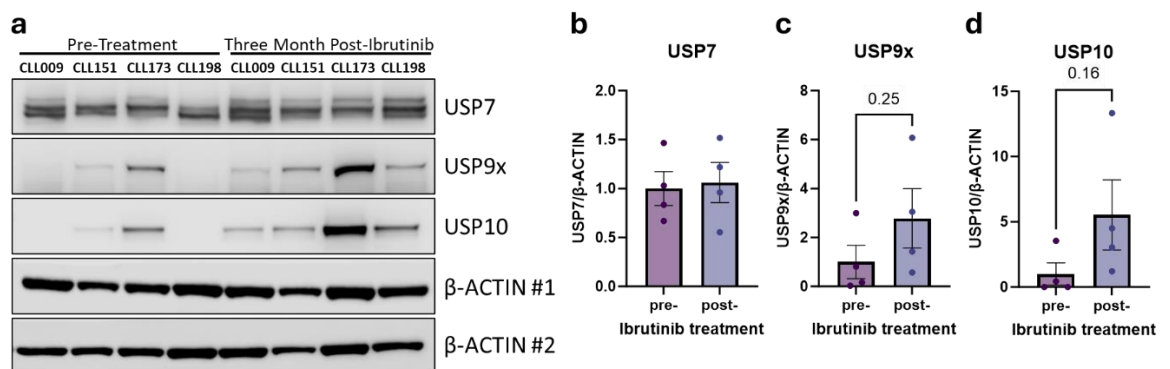 a
Pre-Treatment Three Month Post-Ibrutinib
CLL009 CLL151 CLL173 CLL198 CLL009 CLL151 CLL173 CLL198
USP7
USP9x
USP10
β-ACTIN #1
β-ACTIN #2
b
USP7
USP7/β-ACTIN
2.0
1.5
1.0
0.5
0.0
pre- post-
Ibrutinib treatment
c
USP9x
0.25
USP9x/β-ACTIN
8
6
4
2
0
pre- post-
Ibrutinib treatment
d
USP10
0.16
USP10/β-ACTIN
15
10
5
0
pre- post-
Ibrutinib treatment